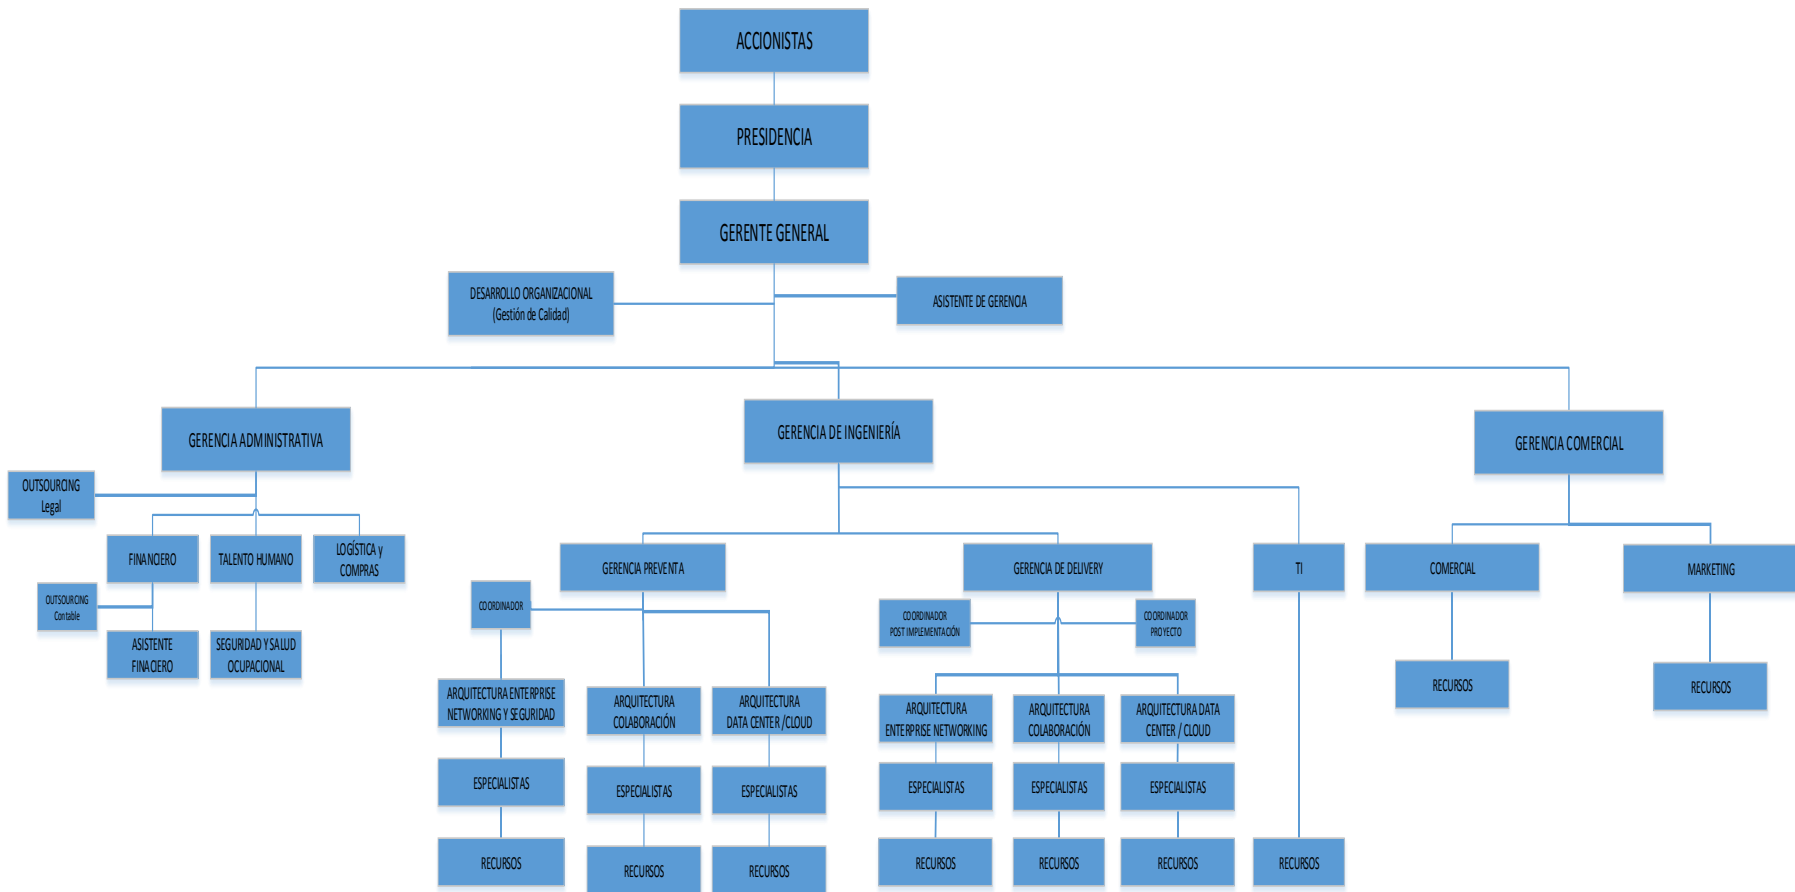 ACCIONISTAS
PRESIDENCIA
GERENTE GENERAL
DESARROLLO ORGANIZACIONAL
(Gestión de Calidad)
ASISTENTE DE GERENCIA
GERENCIA ADMINISTRATIVA
GERENCIA DE INGENIERÍA
GERENCIA COMERCIAL
OUTSOURCING
Legal
FINANCIERO
TALENTO HUMANO
LOGÍSTICA y
COMPRAS
OUTSOURCING
Contable
ASISTENTE
FINACIERO
SEGURIDAD Y SALUD
OCUPACIONAL
GERENCIA PREVENTA
GERENCIA DE DELIVERY
TI
COMERCIAL
MARKETING
COORDINADOR
COORDINADOR
POST IMPLEMENTACIÓN
COORDINADOR
PROYECTO
RECURSOS
RECURSOS
ARQUITECTURA ENTERPRISE
NETWORKING Y SEGURIDAD
ARQUITECTURA
COLABORACIÓN
ARQUITECTURA
DATA CENTER /CLOUD
ARQUITECTURA
ENTERPRISE NETWORKING
ARQUITECTURA
COLABORACIÓN
ARQUITECTURA DATA
CENTER / CLOUD
ESPECIALISTAS
ESPECIALISTAS
ESPECIALISTAS
ESPECIALISTAS
ESPECIALISTAS
ESPECIALISTAS
RECURSOS
RECURSOS
RECURSOS
RECURSOS
RECURSOS
RECURSOS
RECURSOS